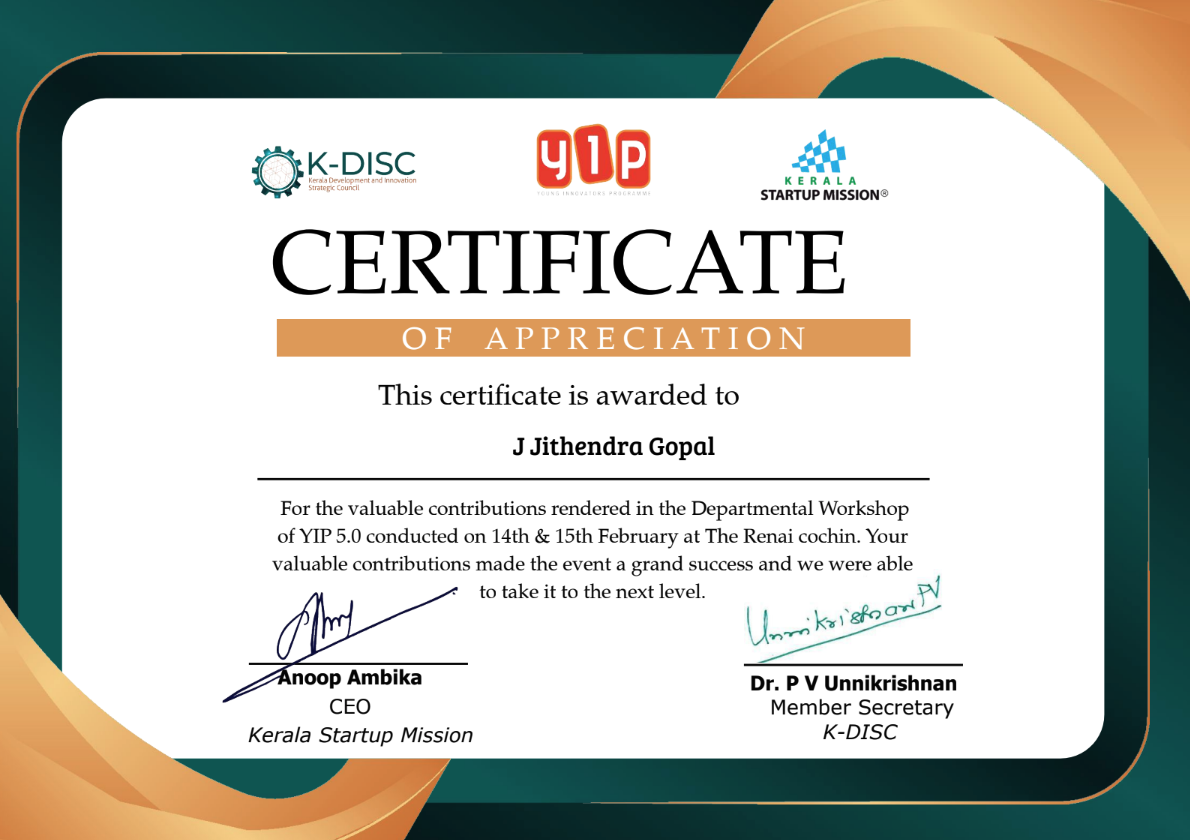 K-DISC
Kerala Development and Innovation
Strategic Council
yip
YOUNG INNOVATORS PROGRAMME
KERALA
STARTUP MISSION®
CERTIFICATE
OF APPRECIATION
This certificate is awarded to
J Jithendra Gopal
For the valuable contributions rendered in the Departmental Workshop
of YIP 5.0 conducted on 14th & 15th February at The Renai cochin. Your
valuable contributions made the event a grand success and we were able
to take it to the next level.
Unnikrishnan PV
Anoop Ambika
CEO
Kerala Startup Mission
Dr. P V Unnikrishnan
Member Secretary
K-DISC